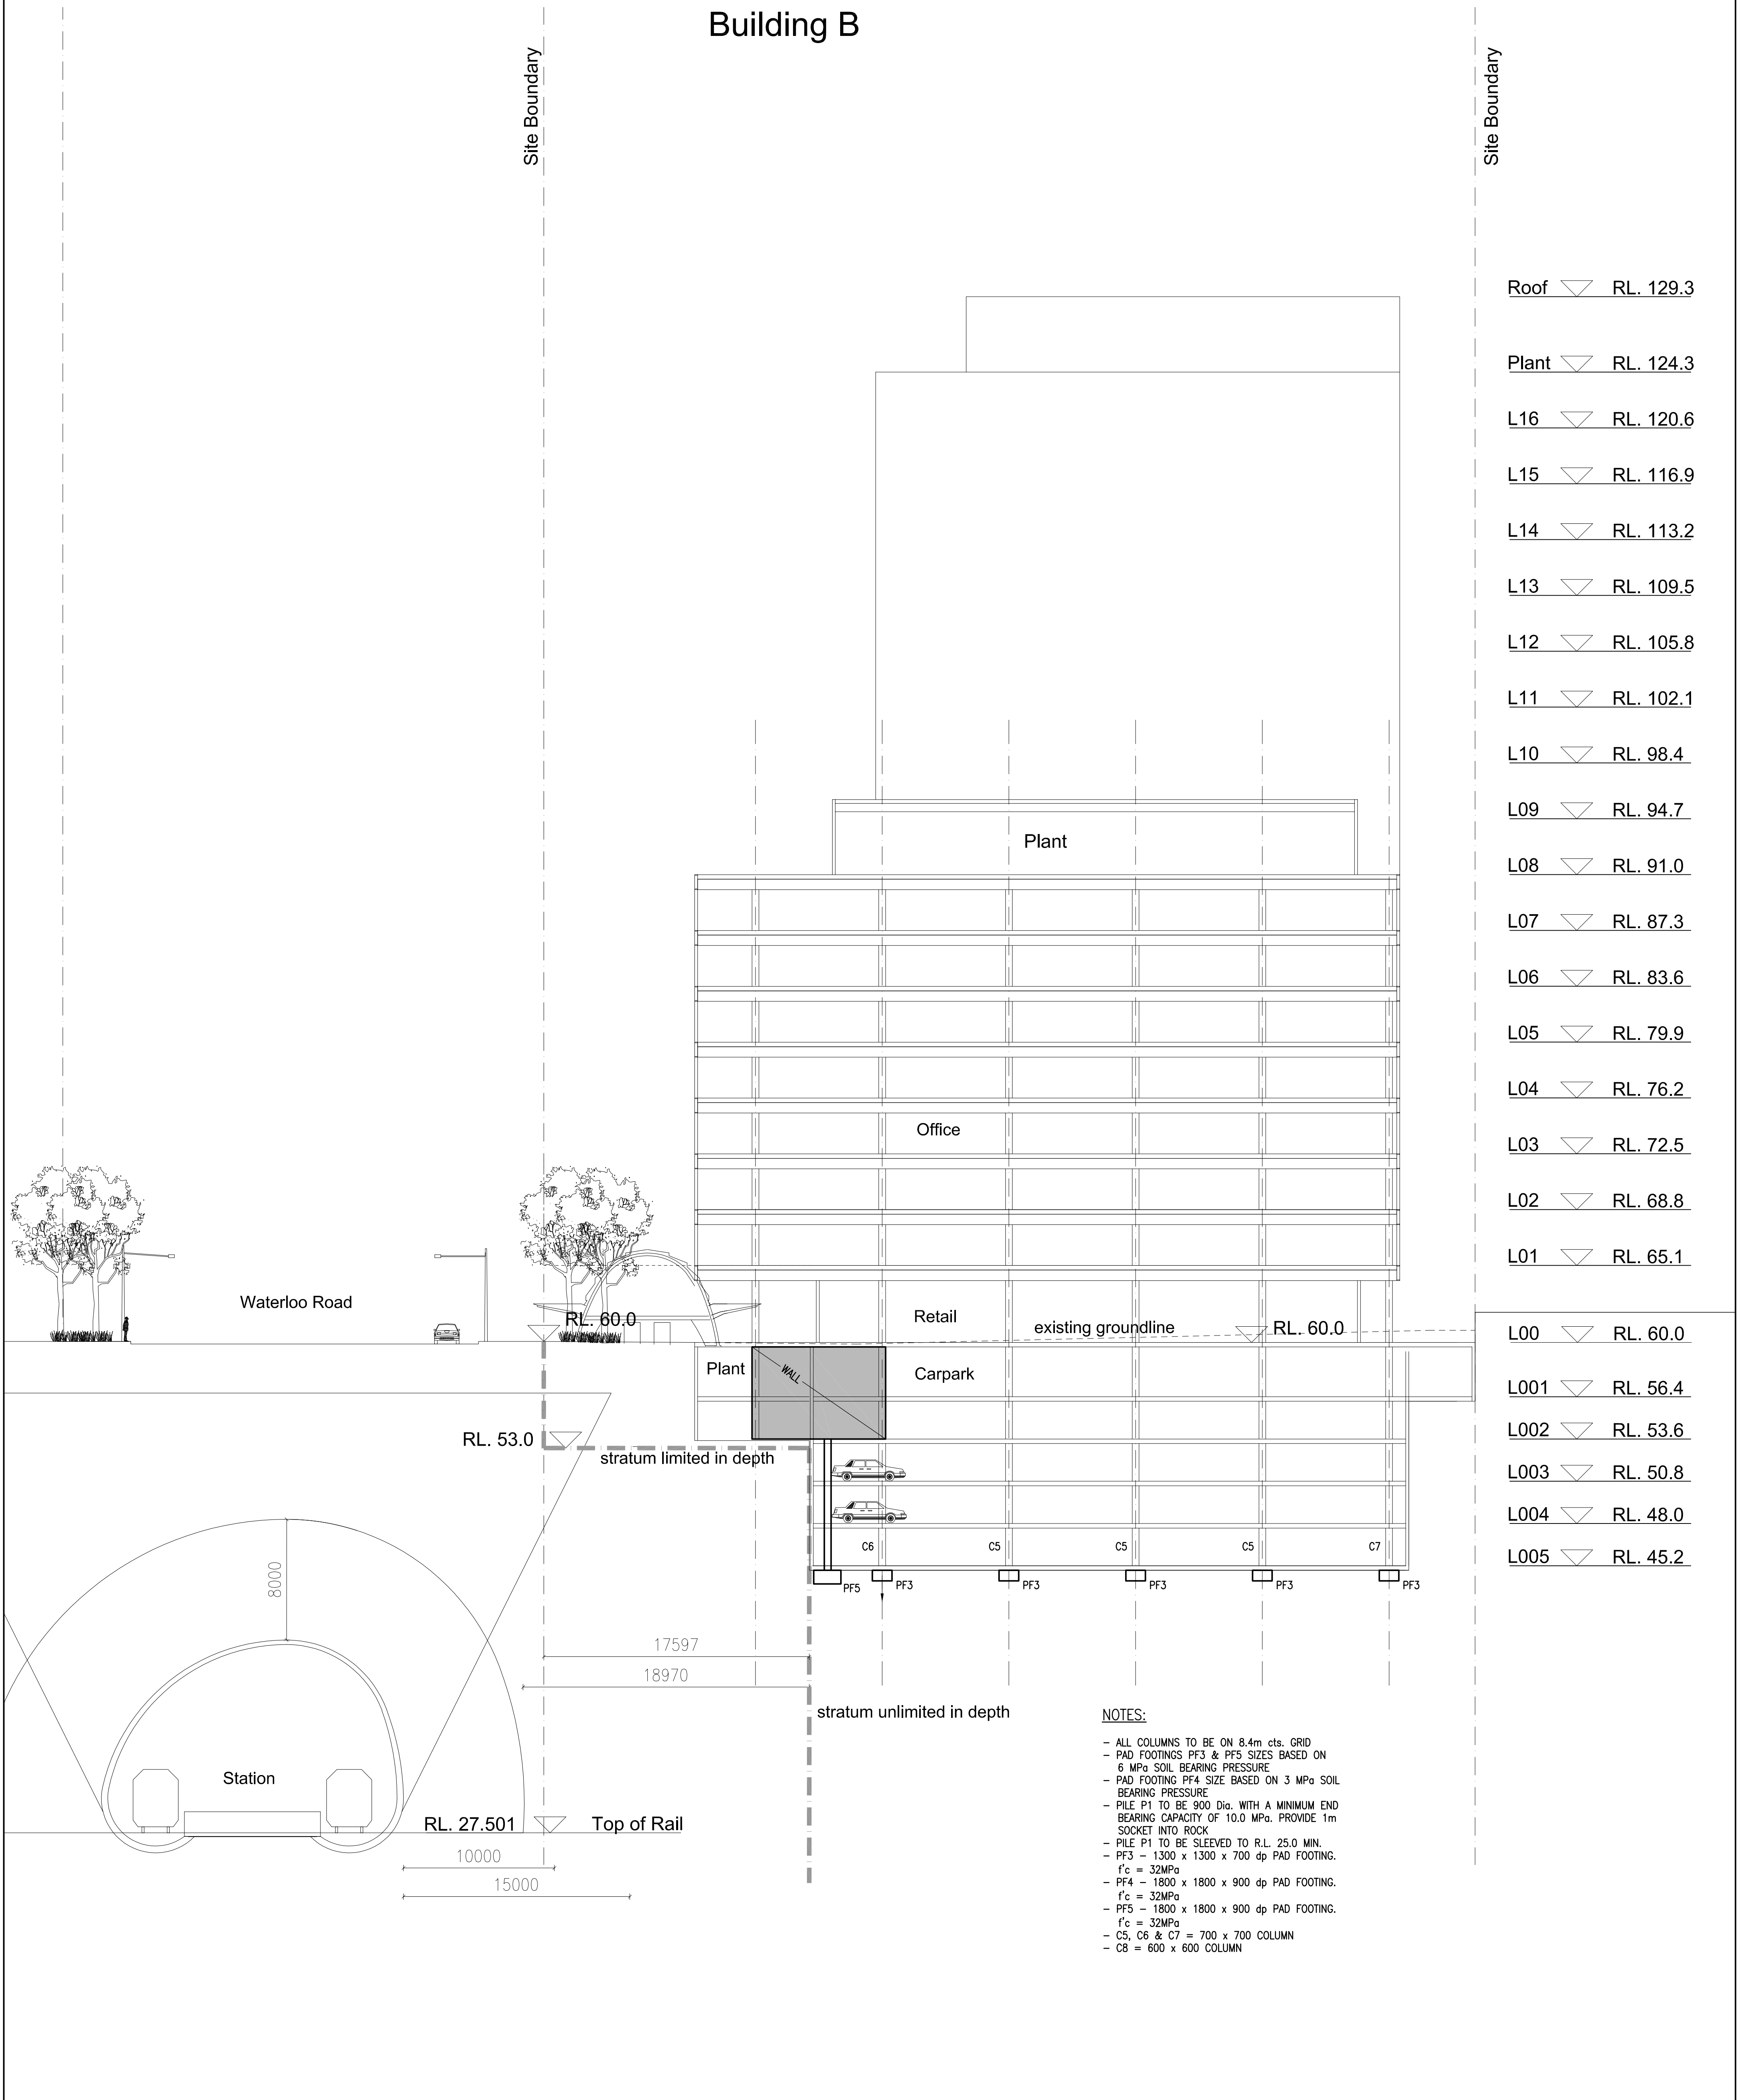 Building B
Site Boundary
Site Boundary
Roof RL. 129.3
Plant RL. 124.3
L16 RL. 120.6
L15 RL. 116.9
L14 RL. 113.2
L13 RL. 109.5
L12 RL. 105.8
L11 RL. 102.1
L10 RL. 98.4
L09 RL. 94.7
Plant
L08 RL. 91.0
L07 RL. 87.3
L06 RL. 83.6
L05 RL. 79.9
L04 RL. 76.2
Office
L03 RL. 72.5
L02 RL. 68.8
L01 RL. 65.1
Waterloo Road
RL. 60.0
Retail
existing groundline
RL. 60.0
L00 RL. 60.0
Plant
WALL
Carpark
L001 RL. 56.4
L002 RL. 53.6
RL. 53.0
stratum limited in depth
L003 RL. 50.8
L004 RL. 48.0
C6 C5 C5 C5 C7
L005 RL. 45.2
PF5 PF3 PF3 PF3 PF3 PF3
8000
17597
18970
stratum unlimited in depth
Station
RL. 27.501 Top of Rail
10000
15000
NOTES:
– ALL COLUMNS TO BE ON 8.4m cts. GRID
– PAD FOOTINGS PF3 & PF5 SIZES BASED ON
6 MPa SOIL BEARING PRESSURE
– PAD FOOTING PF4 SIZE BASED ON 3 MPa SOIL
BEARING PRESSURE
– PILE P1 TO BE 900 Dia. WITH A MINIMUM END
BEARING CAPACITY OF 10.0 MPa. PROVIDE 1m
SOCKET INTO ROCK
– PILE P1 TO BE SLEEVED TO R.L. 25.0 MIN.
– PF3 – 1300 x 1300 x 700 dp PAD FOOTING.
f'c = 32MPa
– PF4 – 1800 x 1800 x 900 dp PAD FOOTING.
f'c = 32MPa
– PF5 – 1800 x 1800 x 900 dp PAD FOOTING.
f'c = 32MPa
– C5, C6 & C7 = 700 x 700 COLUMN
– C8 = 600 x 600 COLUMN